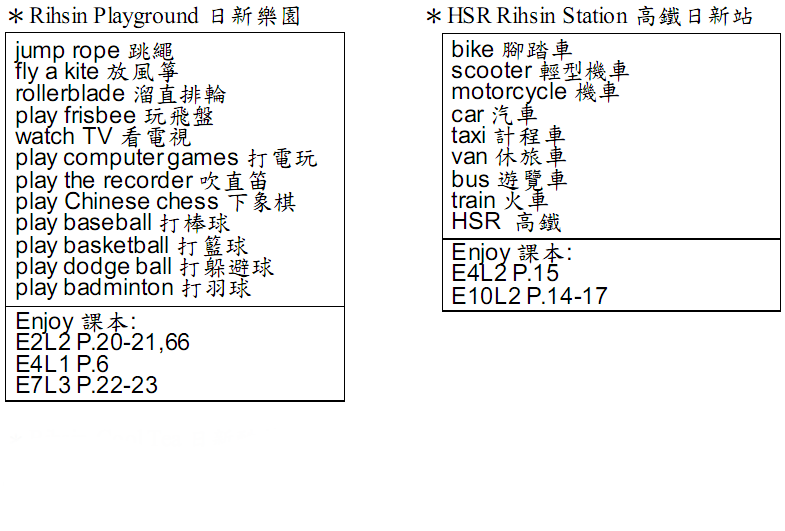 ＊Rihsin Playground 日新樂園
jump rope 跳繩
fly a kite 放風箏
rollerblade 溜直排輪
play frisbee 玩飛盤
watch TV 看電視
play computer games 打電玩
play the recorder 吹直笛
play Chinese chess 下象棋
play baseball 打棒球
play basketball 打籃球
play dodge ball 打躲避球
play badminton 打羽球
Enjoy 課本:
E2L2 P.20-21,66
E4L1 P.6
E7L3 P.22-23
＊HSR Rihsin Station 高鐵日新站
bike 腳踏車
scooter 輕型機車
motorcycle 機車
car 汽車
taxi 計程車
van 休旅車
bus 遊覽車
train 火車
HSR 高鐵
Enjoy 課本:
E4L2 P.15
E10L2 P.14-17